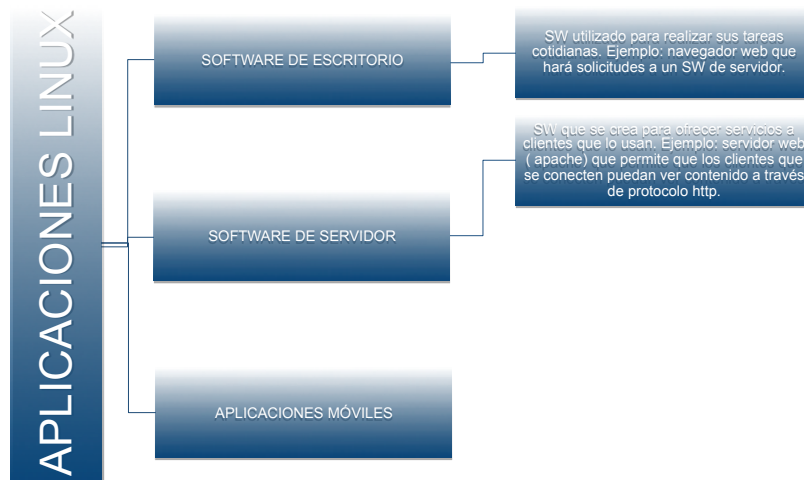 APLICACIONES LINUX
SOFTWARE DE ESCRITORIO
SW utilizado para realizar sus tareas
cotidianas. Ejemplo: navegador web que
hará solicitudes a un SW de servidor.
SOFTWARE DE SERVIDOR
SW que se crea para ofrecer servicios a
clientes que lo usan. Ejemplo: servidor web
( apache) que permite que los clientes que
se conecten puedan ver contenido a través
de protocolo http.
APLICACIONES MÓVILES